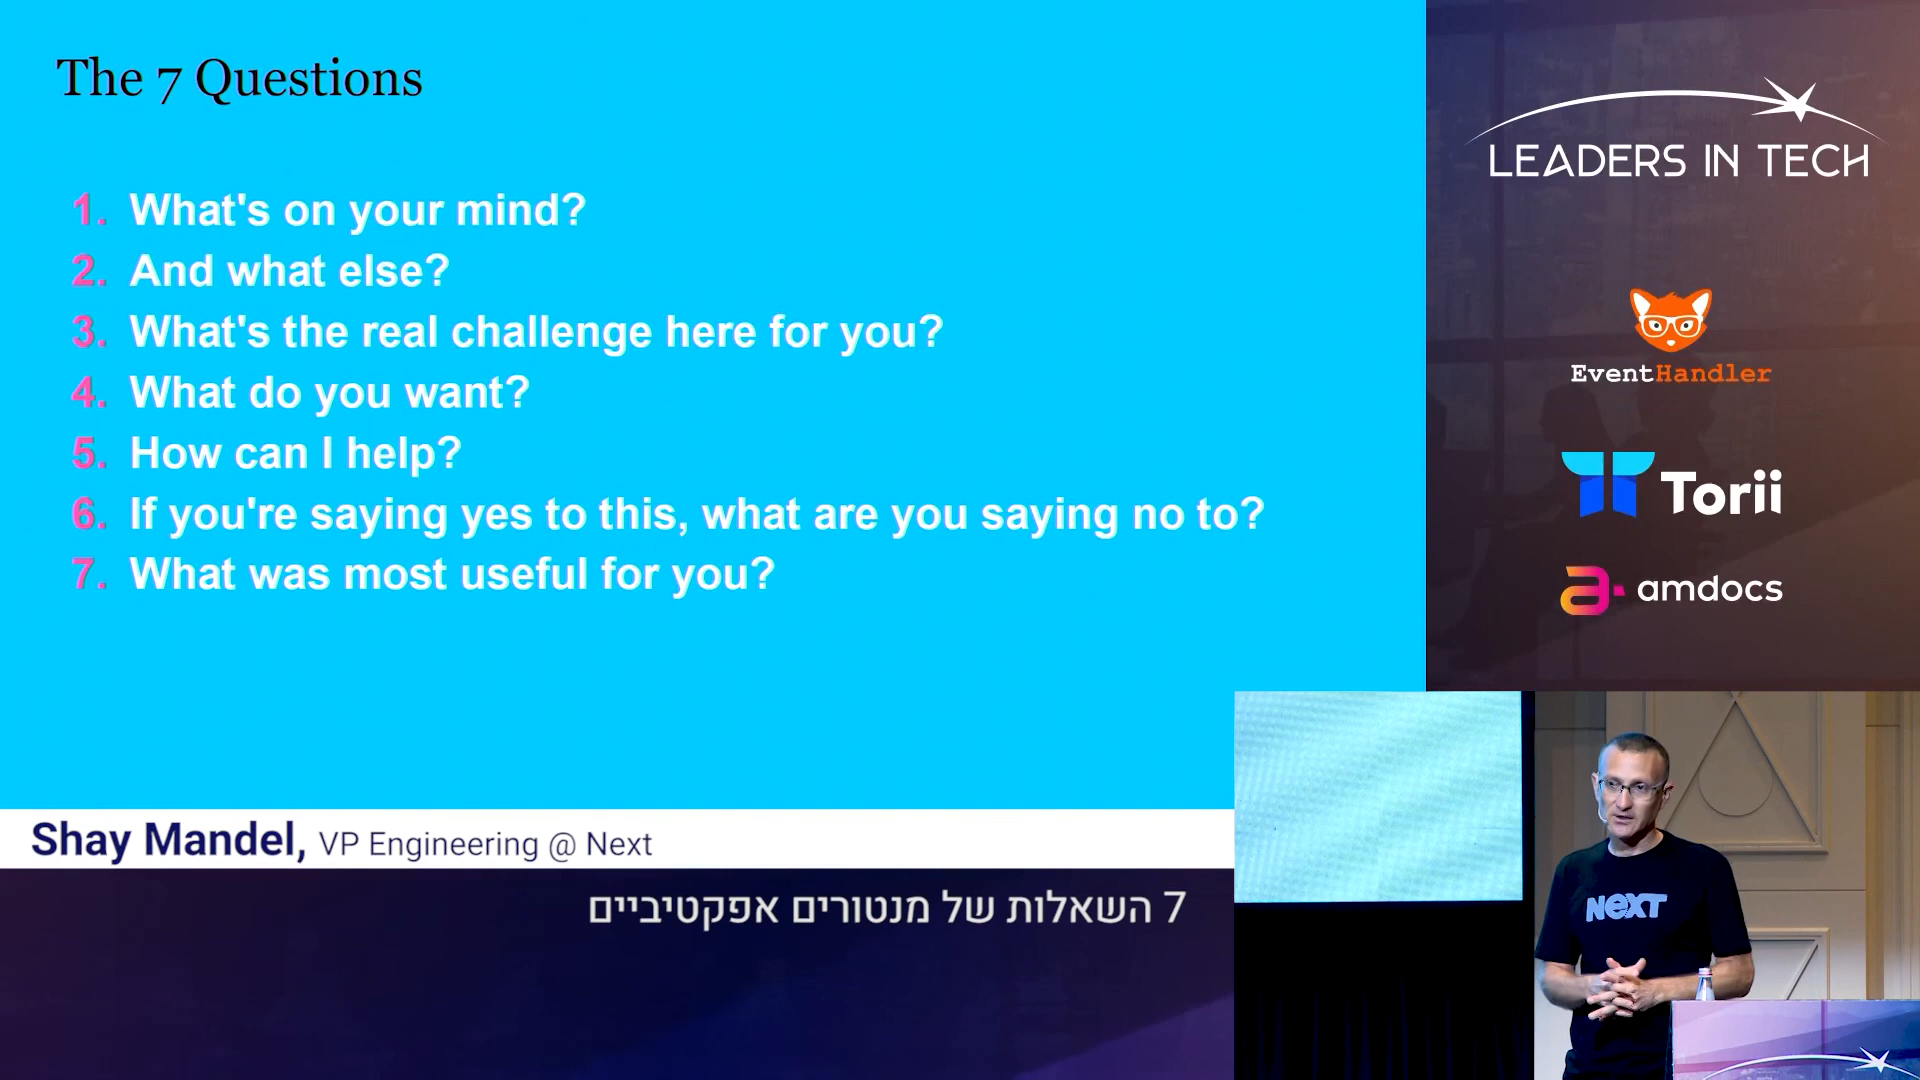 The 7 Questions
1. What's on your mind?
2. And what else?
3. What's the real challenge here for you?
4. What do you want?
5. How can I help?
6. If you're saying yes to this, what are you saying no to?
7. What was most useful for you?
LEADERS IN TECH
EventHandler
Torii
amdocs
Shay Mandel, VP Engineering @ Next
7 השאלות של מנטורים אפקטיביים
NEXT